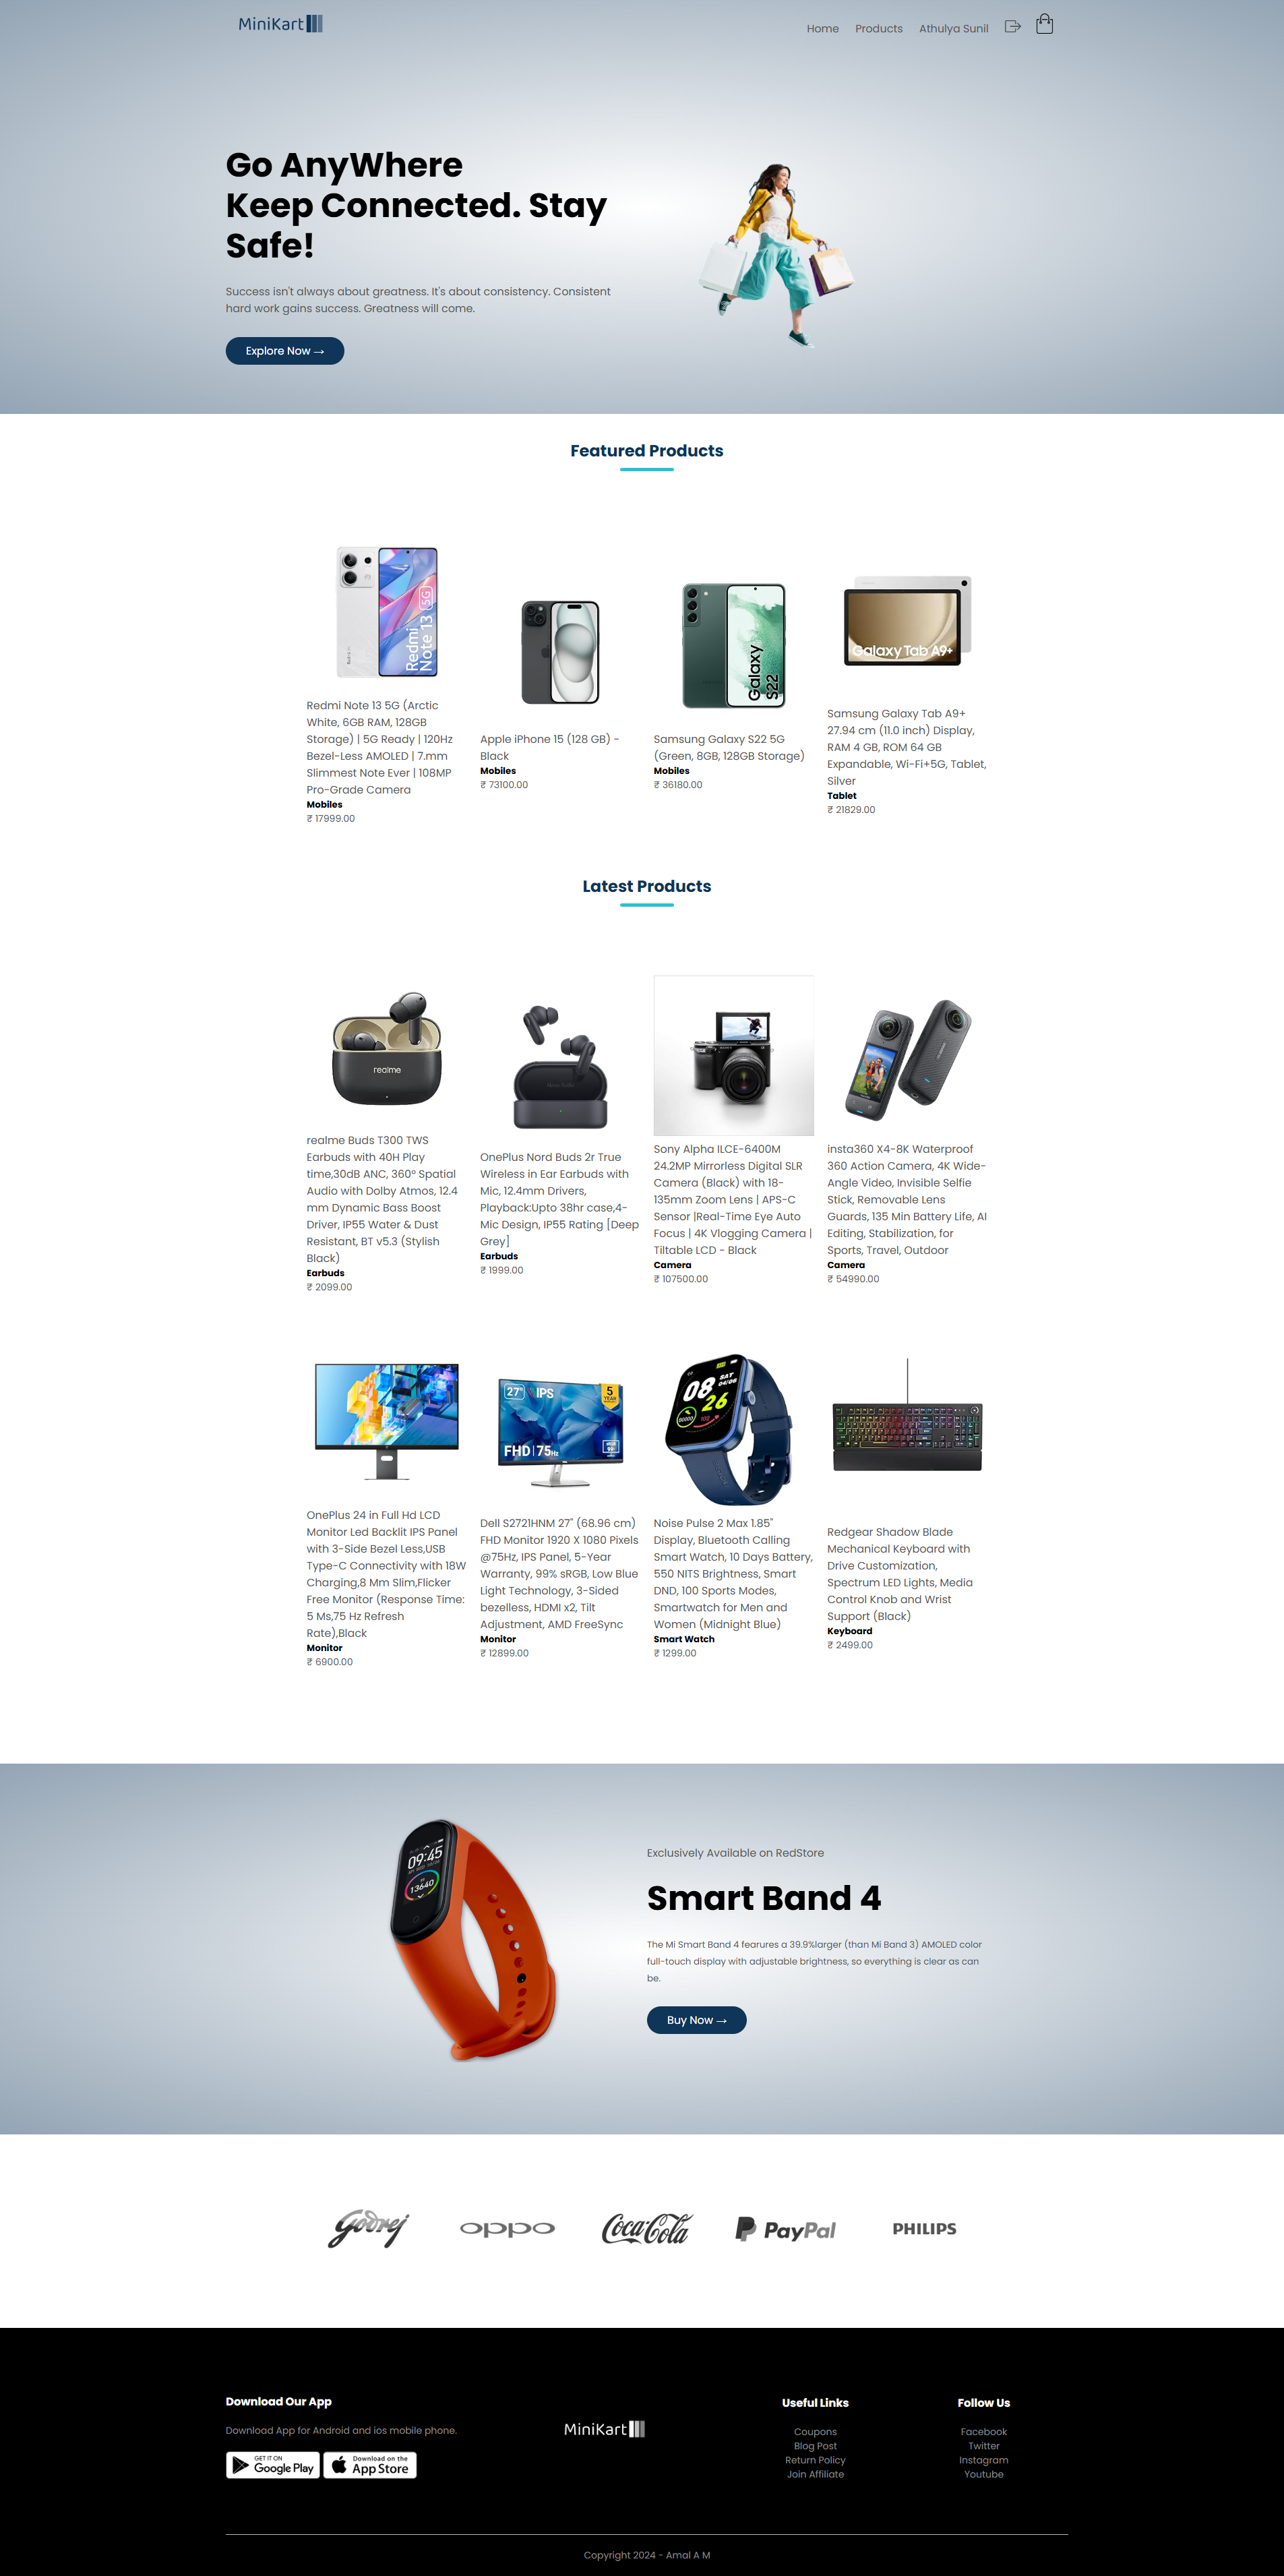 MiniKart
Home Products Athulya Sunil
Go AnyWhere
Keep Connected. Stay
Safe!
Success isn't always about greatness. It's about consistency. Consistent
hard work gains success. Greatness will come.
Explore Now →
Featured Products
Redmi
Note 13 5G
Galaxy
S22
Galaxy Tab A9+
Redmi Note 13 5G (Arctic
White, 6GB RAM, 128GB
Storage) | 5G Ready | 120Hz
Bezel-Less AMOLED | 7.mm
Slimmest Note Ever | 108MP
Pro-Grade Camera
Mobiles
₹ 17999.00
Apple iPhone 15 (128 GB) -
Black
Mobiles
₹ 73100.00
Samsung Galaxy S22 5G
(Green, 8GB, 128GB Storage)
Mobiles
₹ 36180.00
Samsung Galaxy Tab A9+
27.94 cm (11.0 inch) Display,
RAM 4 GB, ROM 64 GB
Expandable, Wi-Fi+5G, Tablet,
Silver
Tablet
₹ 21829.00
Latest Products
realme
realme Buds T300 TWS
Earbuds with 40H Play
time,30dB ANC, 360° Spatial
Audio with Dolby Atmos, 12.4
mm Dynamic Bass Boost
Driver, IP55 Water & Dust
Resistant, BT v5.3 (Stylish
Black)
Earbuds
₹ 2099.00
OnePlus Nord Buds 2r True
Wireless in Ear Earbuds with
Mic, 12.4mm Drivers,
Playback:Upto 38hr case,4-
Mic Design, IP55 Rating [Deep
Grey]
Earbuds
₹ 1999.00
Sony Alpha ILCE-6400M
24.2MP Mirrorless Digital SLR
Camera (Black) with 18-
135mm Zoom Lens | APS-C
Sensor |Real-Time Eye Auto
Focus | 4K Vlogging Camera |
Tiltable LCD - Black
Camera
₹ 107500.00
insta360 X4-8K Waterproof
360 Action Camera, 4K Wide-
Angle Video, Invisible Selfie
Stick, Removable Lens
Guards, 135 Min Battery Life, AI
Editing, Stabilization, for
Sports, Travel, Outdoor
Camera
₹ 54990.00
27" IPS
5
YEAR
FHD | 75Hz
08 SAT
04/06
26
OnePlus 24 in Full Hd LCD
Monitor Led Backlit IPS Panel
with 3-Side Bezel Less,USB
Type-C Connectivity with 18W
Charging,8 Mm Slim,Flicker
Free Monitor (Response Time:
5 Ms,75 Hz Refresh
Rate),Black
Monitor
₹ 6900.00
Dell S2721HNM 27" (68.96 cm)
FHD Monitor 1920 X 1080 Pixels
@75Hz, IPS Panel, 5-Year
Warranty, 99% sRGB, Low Blue
Light Technology, 3-Sided
bezelless, HDMI x2, Tilt
Adjustment, AMD FreeSync
Monitor
₹ 12899.00
Noise Pulse 2 Max 1.85"
Display, Bluetooth Calling
Smart Watch, 10 Days Battery,
550 NITS Brightness, Smart
DND, 100 Sports Modes,
Smartwatch for Men and
Women (Midnight Blue)
Smart Watch
₹ 1299.00
Redgear Shadow Blade
Mechanical Keyboard with
Drive Customization,
Spectrum LED Lights, Media
Control Knob and Wrist
Support (Black)
Keyboard
₹ 2499.00
09:45
13640
Exclusively Available on RedStore
Smart Band 4
The Mi Smart Band 4 fearures a 39.9%larger (than Mi Band 3) AMOLED color
full-touch display with adjustable brightness, so everything is clear as can
be.
Buy Now →
Godrej
oppo
Coca-Cola
PayPal
PHILIPS
Download Our App
Download App for Android and ios mobile phone.
GET IT ON
Google Play
Download on the
App Store
MiniKart
Useful Links
Coupons
Blog Post
Return Policy
Join Affiliate
Follow Us
Facebook
Twitter
Instagram
Youtube
Copyright 2024 - Amal A M